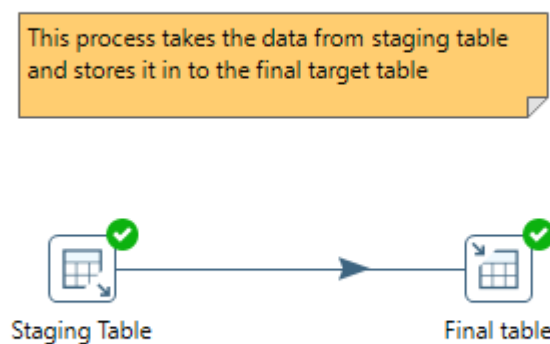 This process takes the data from staging table
and stores it in to the final target table
Staging Table
Final table